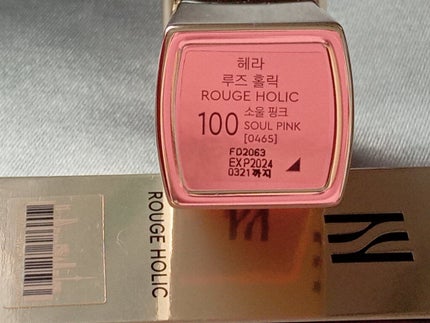 헤라
루즈 홀릭
ROUGE HOLIC
100 소울 핑크
SOUL PINK
[0465]
FO2063
EXP2024
0321까지
ROUGE HOLIC